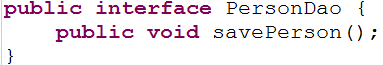 public interface PersonDao {
    public void savePerson();
}